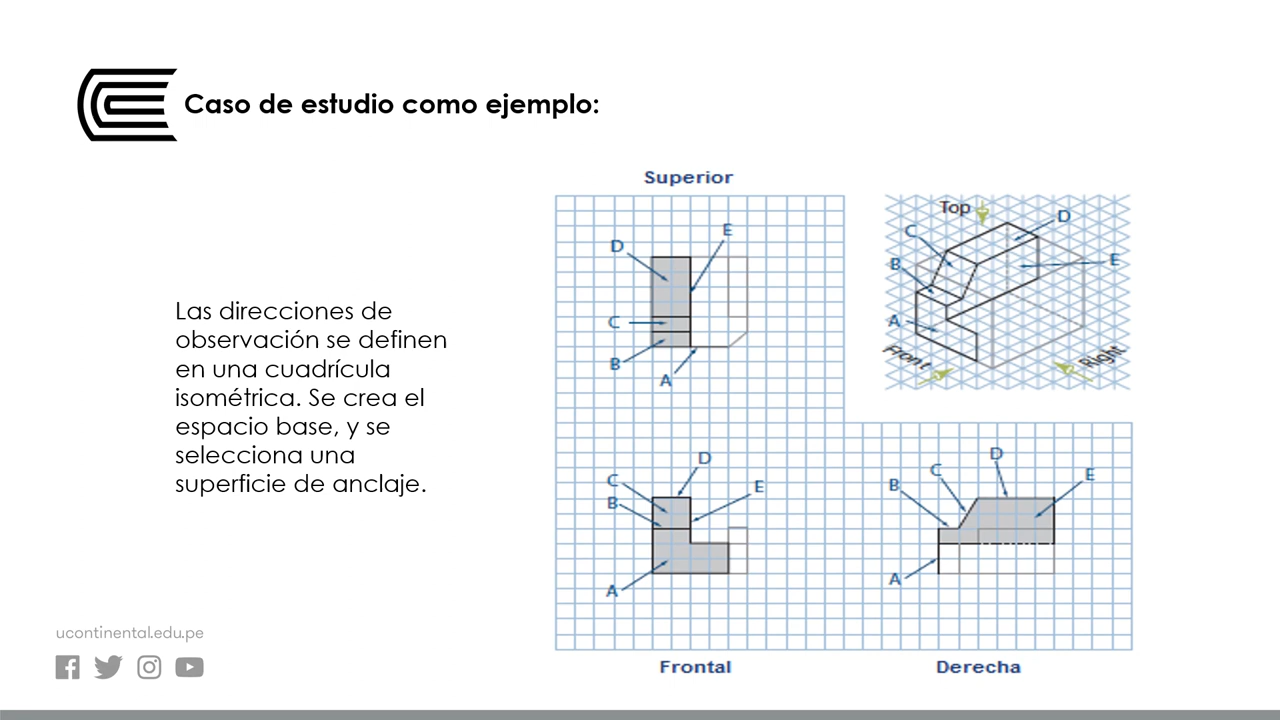 Caso de estudio como ejemplo:
Las direcciones de
observación se definen
en una cuadrícula
isométrica. Se crea el
espacio base, y se
selecciona una
superficie de anclaje.
Superior
D
E
C
B
A
Top
D
C
E
B
A
Front
Right
D
C
B
E
A
Frontal
D
C
B
E
A
Derecha
ucontinental.edu.pe